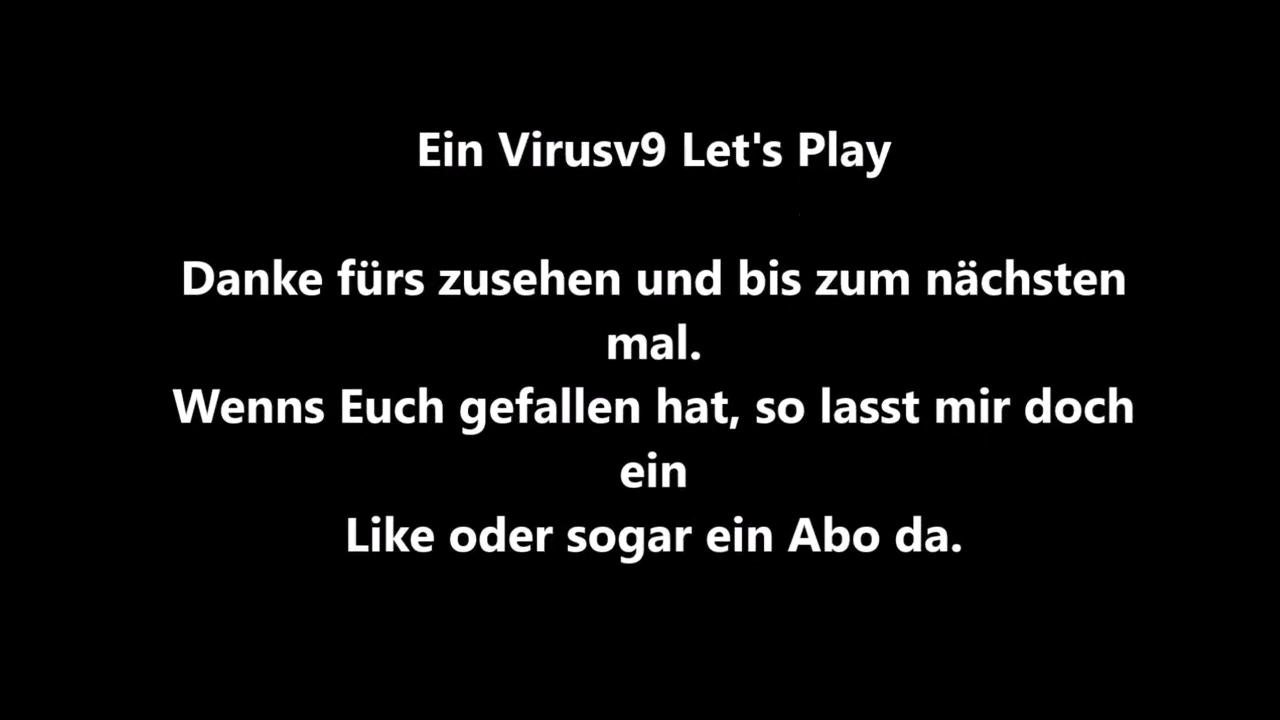 Ein Virusv9 Let's Play
Danke fürs zusehen und bis zum nächsten
mal.
Wenns Euch gefallen hat, so lasst mir doch
ein
Like oder sogar ein Abo da.